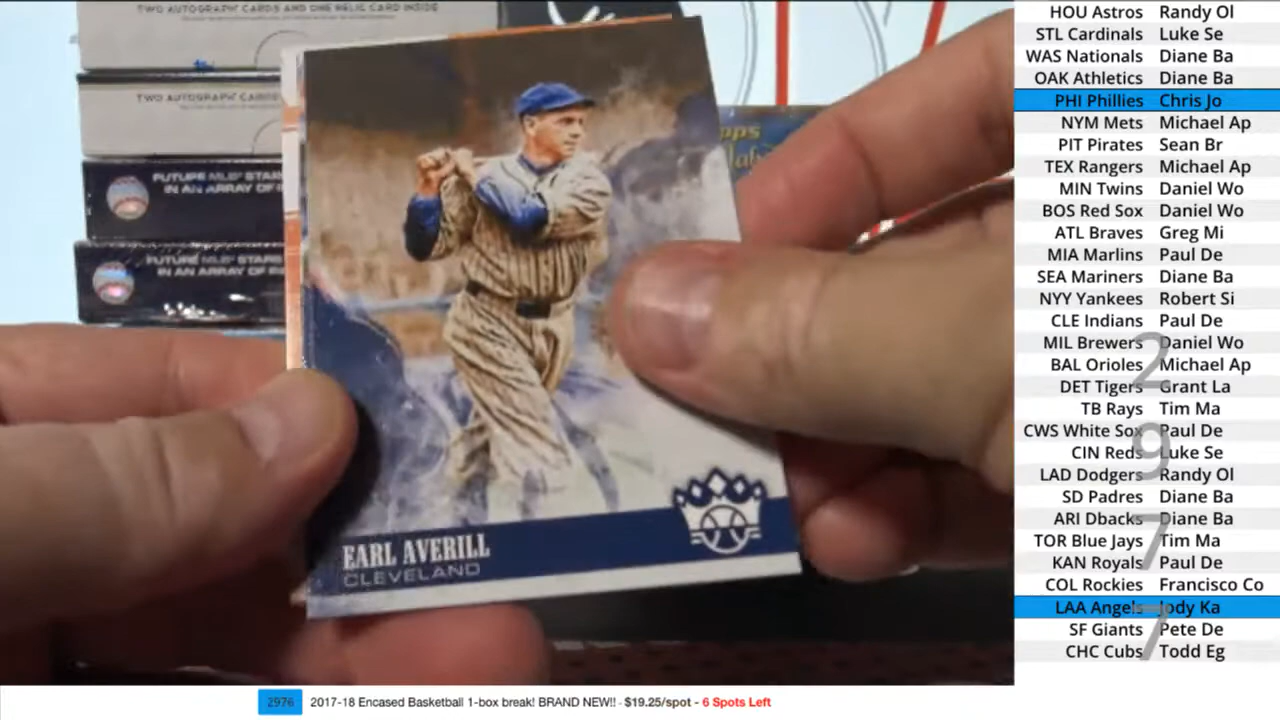 TWO AUTOGRAPH CARDS AND ONE RELIC CARD INSIDE
TWO AUTOGRAPH CARDS
FUTURE MLB® STARS
IN AN ARRAY OF
FUTURE MLB® STARS
IN AN ARRAY OF
EARL AVERILL
CLEVELAND
HOU Astros Randy Ol
STL Cardinals Luke Se
WAS Nationals Diane Ba
OAK Athletics Diane Ba
PHI Phillies Chris Jo
NYM Mets Michael Ap
PIT Pirates Sean Br
TEX Rangers Michael Ap
MIN Twins Daniel Wo
BOS Red Sox Daniel Wo
ATL Braves Greg Mi
MIA Marlins Paul De
SEA Mariners Diane Ba
NYY Yankees Robert Si
CLE Indians Paul De
MIL Brewers Daniel Wo
BAL Orioles Michael Ap
DET Tigers Grant La
TB Rays Tim Ma
CWS White Sox Paul De
CIN Reds Luke Se
LAD Dodgers Randy Ol
SD Padres Diane Ba
ARI Dbacks Diane Ba
TOR Blue Jays Tim Ma
KAN Royals Paul De
COL Rockies Francisco Co
LAA Angels Jody Ka
SF Giants Pete De
CHC Cubs Todd Eg
2
9
7
7
2976 2017-18 Encased Basketball 1-box break! BRAND NEW!! - $19.25/spot - 6 Spots Left